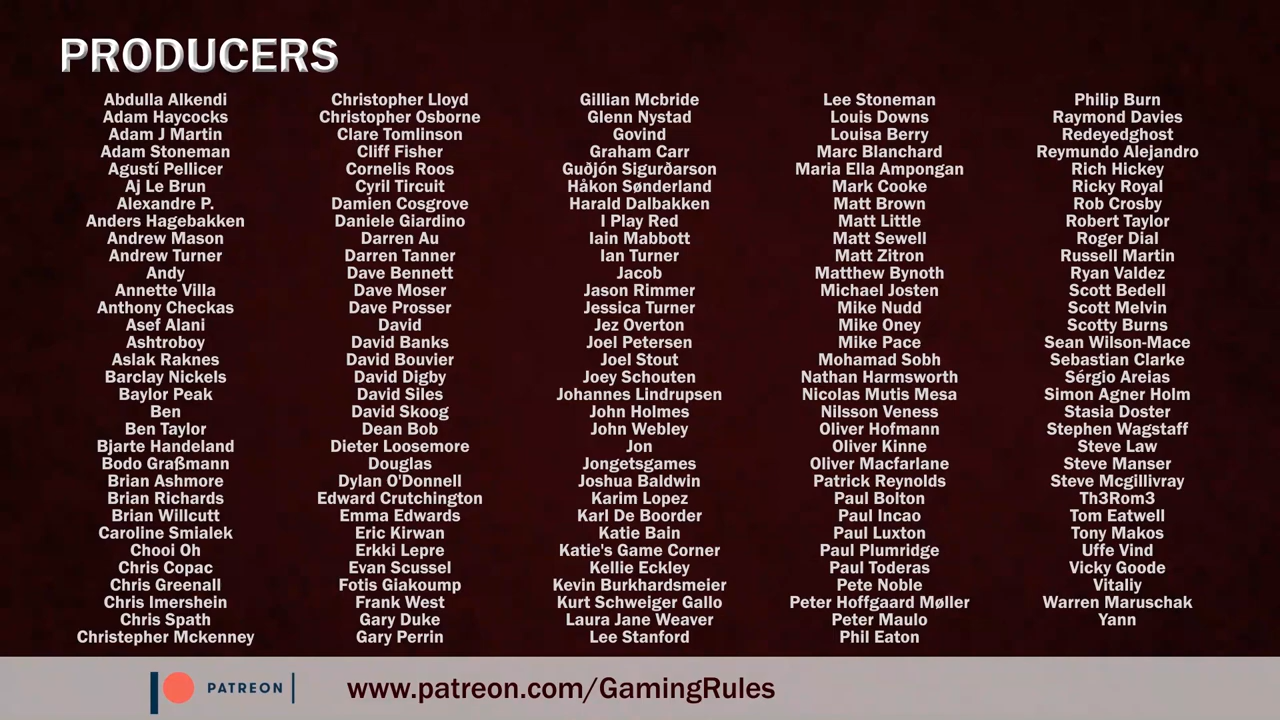 PRODUCERS
Abdulla Alkendi
Adam Haycocks
Adam J Martin
Adam Stoneman
Agustí Pellicer
Aj Le Brun
Alexandre P.
Anders Hagebakken
Andrew Mason
Andrew Turner
Andy
Annette Villa
Anthony Checkas
Asef Alani
Ashtroboy
Aslak Raknes
Barclay Nickels
Baylor Peak
Ben
Ben Taylor
Bjarte Handeland
Bodo Graßmann
Brian Ashmore
Brian Richards
Brian Willcutt
Caroline Smialek
Chooi Oh
Chris Copac
Chris Greenall
Chris Imershein
Chris Spath
Christepher Mckenney
Christopher Lloyd
Christopher Osborne
Clare Tomlinson
Cliff Fisher
Cornelis Roos
Cyril Tircuit
Damien Cosgrove
Daniele Giardino
Darren Au
Darren Tanner
Dave Bennett
Dave Moser
Dave Prosser
David
David Banks
David Bouvier
David Digby
David Siles
David Skoog
Dean Bob
Dieter Loosemore
Douglas
Dylan O'Donnell
Edward Crutchington
Emma Edwards
Eric Kirwan
Erkki Lepre
Evan Scussel
Fotis Giakoump
Frank West
Gary Duke
Gary Perrin
Gillian Mcbride
Glenn Nystad
Govind
Graham Carr
Guðjón Sigurðarson
Håkon Sønderland
Harald Dalbakken
I Play Red
Iain Mabbott
Ian Turner
Jacob
Jason Rimmer
Jessica Turner
Jez Overton
Joel Petersen
Joel Stout
Joey Schouten
Johannes Lindrupsen
John Holmes
John Webley
Jon
Jongetsgames
Joshua Baldwin
Karim Lopez
Karl De Boorder
Katie Bain
Katie's Game Corner
Kellie Eckley
Kevin Burkhardsmeier
Kurt Schweiger Gallo
Laura Jane Weaver
Lee Stanford
Lee Stoneman
Louis Downs
Louisa Berry
Marc Blanchard
Maria Ella Ampongan
Mark Cooke
Matt Brown
Matt Little
Matt Sewell
Matt Zitron
Matthew Bynoth
Michael Josten
Mike Nudd
Mike Oney
Mike Pace
Mohamad Sobh
Nathan Harmsworth
Nicolas Mutis Mesa
Nilsson Veness
Oliver Hofmann
Oliver Kinne
Oliver Macfarlane
Patrick Reynolds
Paul Bolton
Paul Incao
Paul Luxton
Paul Plumridge
Paul Toderas
Pete Noble
Peter Hoffgaard Møller
Peter Maulo
Phil Eaton
Philip Burn
Raymond Davies
Redeyedghost
Reymundo Alejandro
Rich Hickey
Ricky Royal
Rob Crosby
Robert Taylor
Roger Dial
Russell Martin
Ryan Valdez
Scott Bedell
Scott Melvin
Scotty Burns
Sean Wilson-Mace
Sebastian Clarke
Sérgio Areias
Simon Agner Holm
Stasia Doster
Stephen Wagstaff
Steve Law
Steve Manser
Steve Mcgillivray
Th3Rom3
Tom Eatwell
Tony Makos
Uffe Vind
Vicky Goode
Vitaliy
Warren Maruschak
Yann
PATREON
www.patreon.com/GamingRules